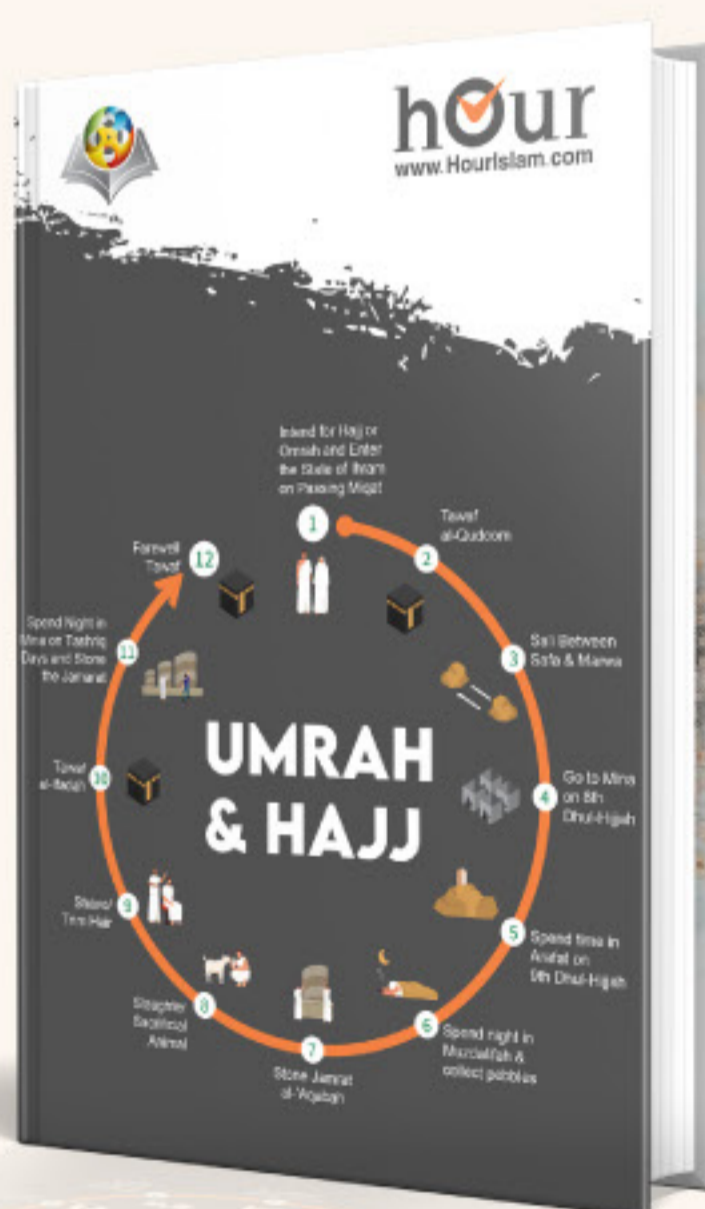 hour
www.HourIslam.com
Intend for Hajj or
Omrah and Enter
the State of Ihram
on Passing Miqat
1
Tawaf
al-Qudoom
2
Sa'i Between
Safa & Marwa
3
Go to Mina
on 8th
Dhul-Hijjah
4
Spend time in
Arafat on
9th Dhul-Hijjah
5
Spend night in
Muzdalifah &
collect pebbles
6
Stone Jamrat
al-'Aqabah
7
Slaughter
Sacrificial
Animal
8
Shave/
Trim Hair
9
Tawaf
al-Ifadah
10
Spend Night in
Mina on Tashriq
Days and Stone
the Jamarat
11
Farewell
Tawaf
12
UMRAH
& HAJJ